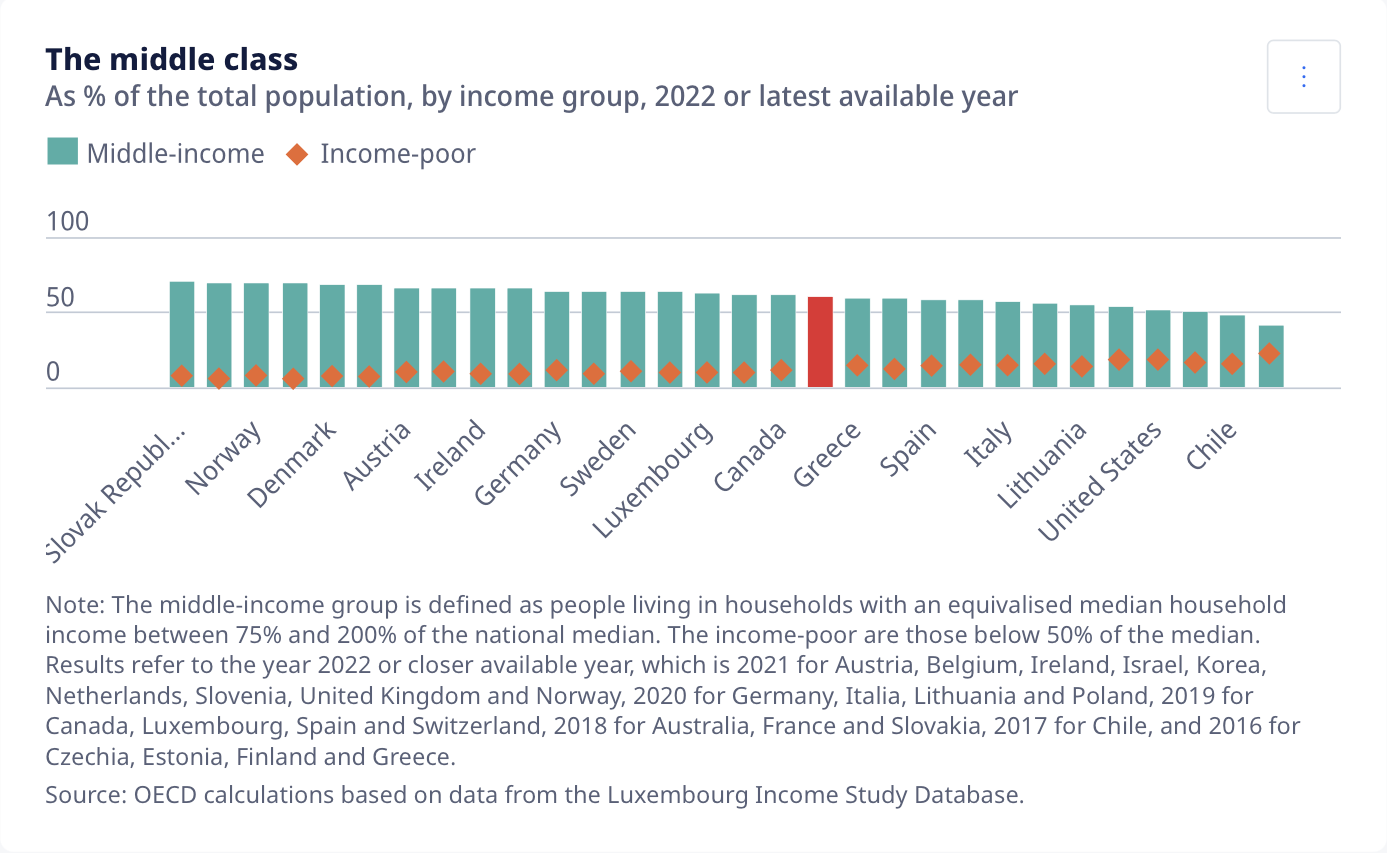 The middle class
As % of the total population, by income group, 2022 or latest available year
Middle-income Income-poor
100
50
0
Slovak Republ...
Norway
Denmark
Austria
Ireland
Germany
Sweden
Luxembourg
Canada
Greece
Spain
Italy
Lithuania
United States
Chile
Note: The middle-income group is defined as people living in households with an equivalised median household
income between 75% and 200% of the national median. The income-poor are those below 50% of the median.
Results refer to the year 2022 or closer available year, which is 2021 for Austria, Belgium, Ireland, Israel, Korea,
Netherlands, Slovenia, United Kingdom and Norway, 2020 for Germany, Italia, Lithuania and Poland, 2019 for
Canada, Luxembourg, Spain and Switzerland, 2018 for Australia, France and Slovakia, 2017 for Chile, and 2016 for
Czechia, Estonia, Finland and Greece.
Source: OECD calculations based on data from the Luxembourg Income Study Database.